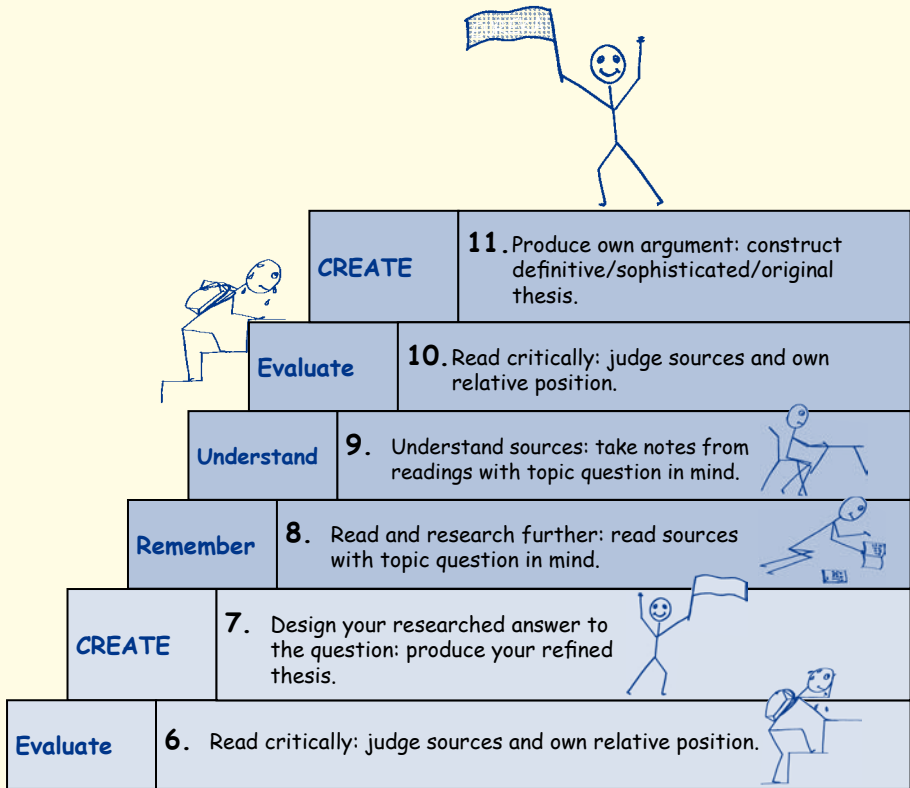 CREATE
11. Produce own argument: construct
definitive/sophisticated/original
thesis.
Evaluate
10. Read critically: judge sources and own
relative position.
Understand
9. Understand sources: take notes from
readings with topic question in mind.
Remember
8. Read and research further: read sources
with topic question in mind.
CREATE
7. Design your researched answer to
the question: produce your refined
thesis.
Evaluate
6. Read critically: judge sources and own relative position.